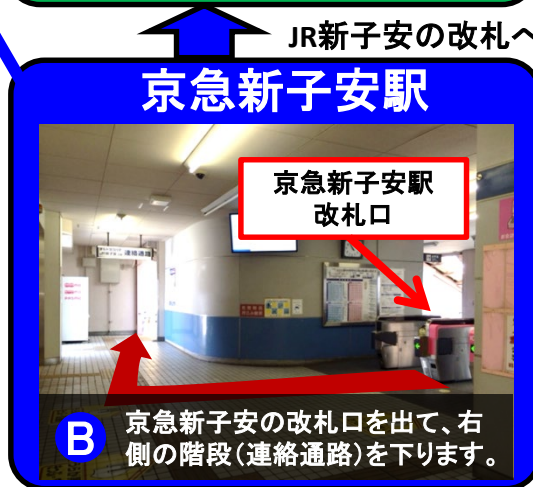 JR新子安の改札へ
京急新子安駅
京急新子安駅
改札口
連絡通路
B
京急新子安の改札口を出て、右
側の階段(連絡通路)を下ります。